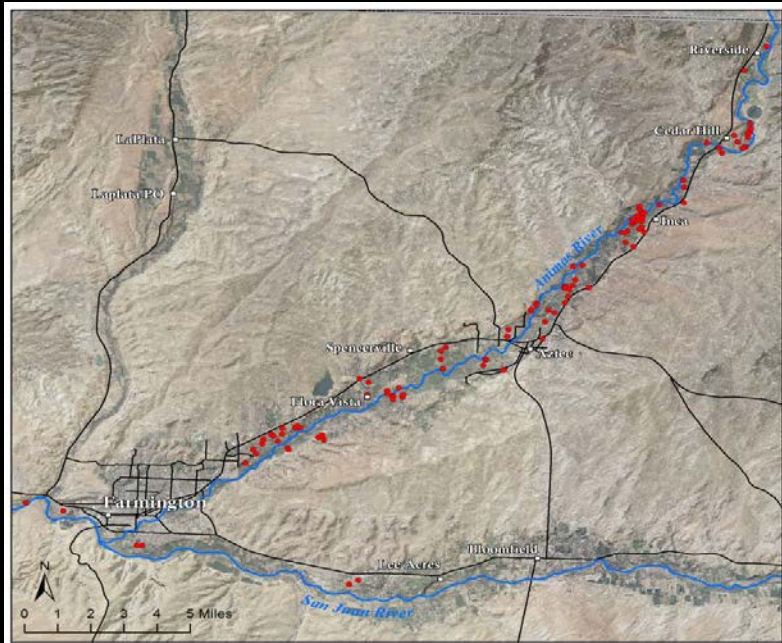 Riverside
LaPlata
Cedar Hill
Laplata PO
Inca
Animas River
Spencerville
Aztec
Flora Vista
Farmington
Bloomfield
Lee Acres
N
San Juan River
0 1 2 3 4 5 Miles